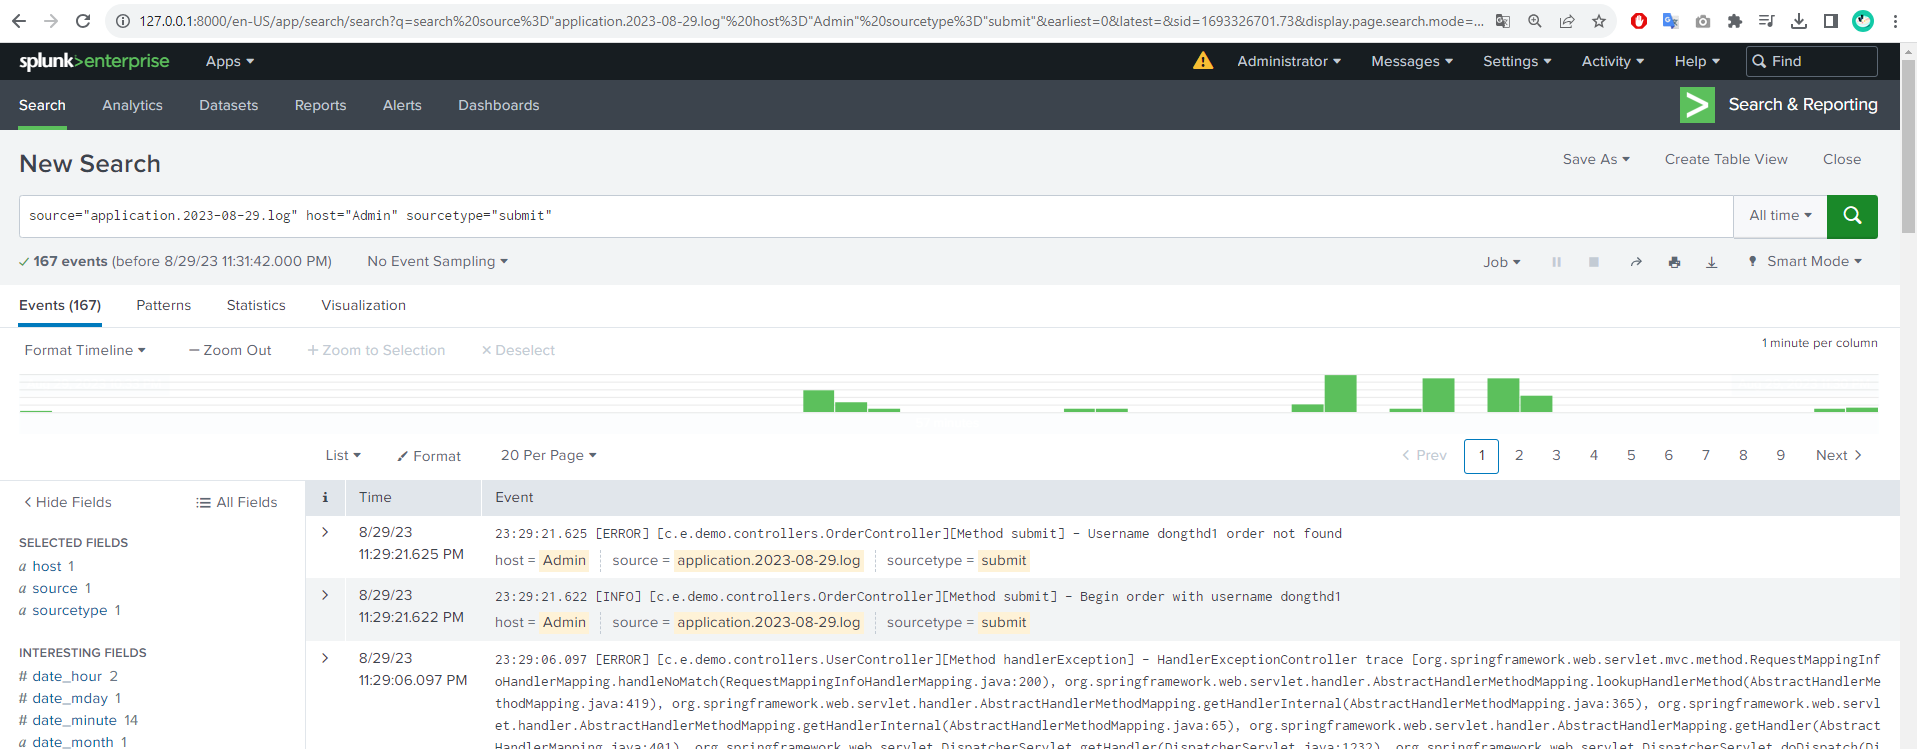 127.0.0.1:8000/en-US/app/search/search?q=search%20source%3D"application.2023-08-29.log"%20host%3D"Admin"%20sourcetype%3D"submit"&earliest=0&latest=&sid=1693326701.73&display.page.search.mode=...
splunk>enterprise Apps Administrator Messages Settings Activity Help Find
Search Analytics Datasets Reports Alerts Dashboards Search & Reporting
New Search Save As Create Table View Close
source="application.2023-08-29.log" host="Admin" sourcetype="submit" All time
167 events (before 8/29/23 11:31:42.000 PM) No Event Sampling Job Smart Mode
Events (167) Patterns Statistics Visualization
Format Timeline — Zoom Out + Zoom to Selection × Deselect 1 minute per column
List Format 20 Per Page < Prev 1 2 3 4 5 6 7 8 9 Next >
< Hide Fields All Fields i Time Event
SELECTED FIELDS
a host 1
a source 1
a sourcetype 1
INTERESTING FIELDS
# date_hour 2
# date_mday 1
# date_minute 14
a date_month 1
> 8/29/23 23:29:21.625 [ERROR] [c.e.demo.controllers.OrderController][Method submit] – Username dongthd1 order not found
11:29:21.625 PM host = Admin source = application.2023-08-29.log sourcetype = submit
> 8/29/23 23:29:21.622 [INFO] [c.e.demo.controllers.OrderController][Method submit] – Begin order with username dongthd1
11:29:21.622 PM host = Admin source = application.2023-08-29.log sourcetype = submit
> 8/29/23 23:29:06.097 [ERROR] [c.e.demo.controllers.UserController][Method handlerException] – HandlerExceptionController trace [org.springframework.web.servlet.mvc.method.RequestMappingInf
11:29:06.097 PM oHandlerMapping.handleNoMatch(RequestMappingInfoHandlerMapping.java:200), org.springframework.web.servlet.handler.AbstractHandlerMethodMapping.lookupHandlerMethod(AbstractHandlerMe
thodMapping.java:419), org.springframework.web.servlet.handler.AbstractHandlerMethodMapping.getHandlerInternal(AbstractHandlerMethodMapping.java:365), org.springframework.web.servl
et.handler.AbstractHandlerMethodMapping.getHandlerInternal(AbstractHandlerMethodMapping.java:65), org.springframework.web.servlet.handler.AbstractHandlerMapping.getHandler(Abstract
HandlerMapping.java:401), org.springframework.web.servlet.DispatcherServlet.getHandler(DispatcherServlet.java:1232), org.springframework.web.servlet.DispatcherServlet.doDispatch(Di